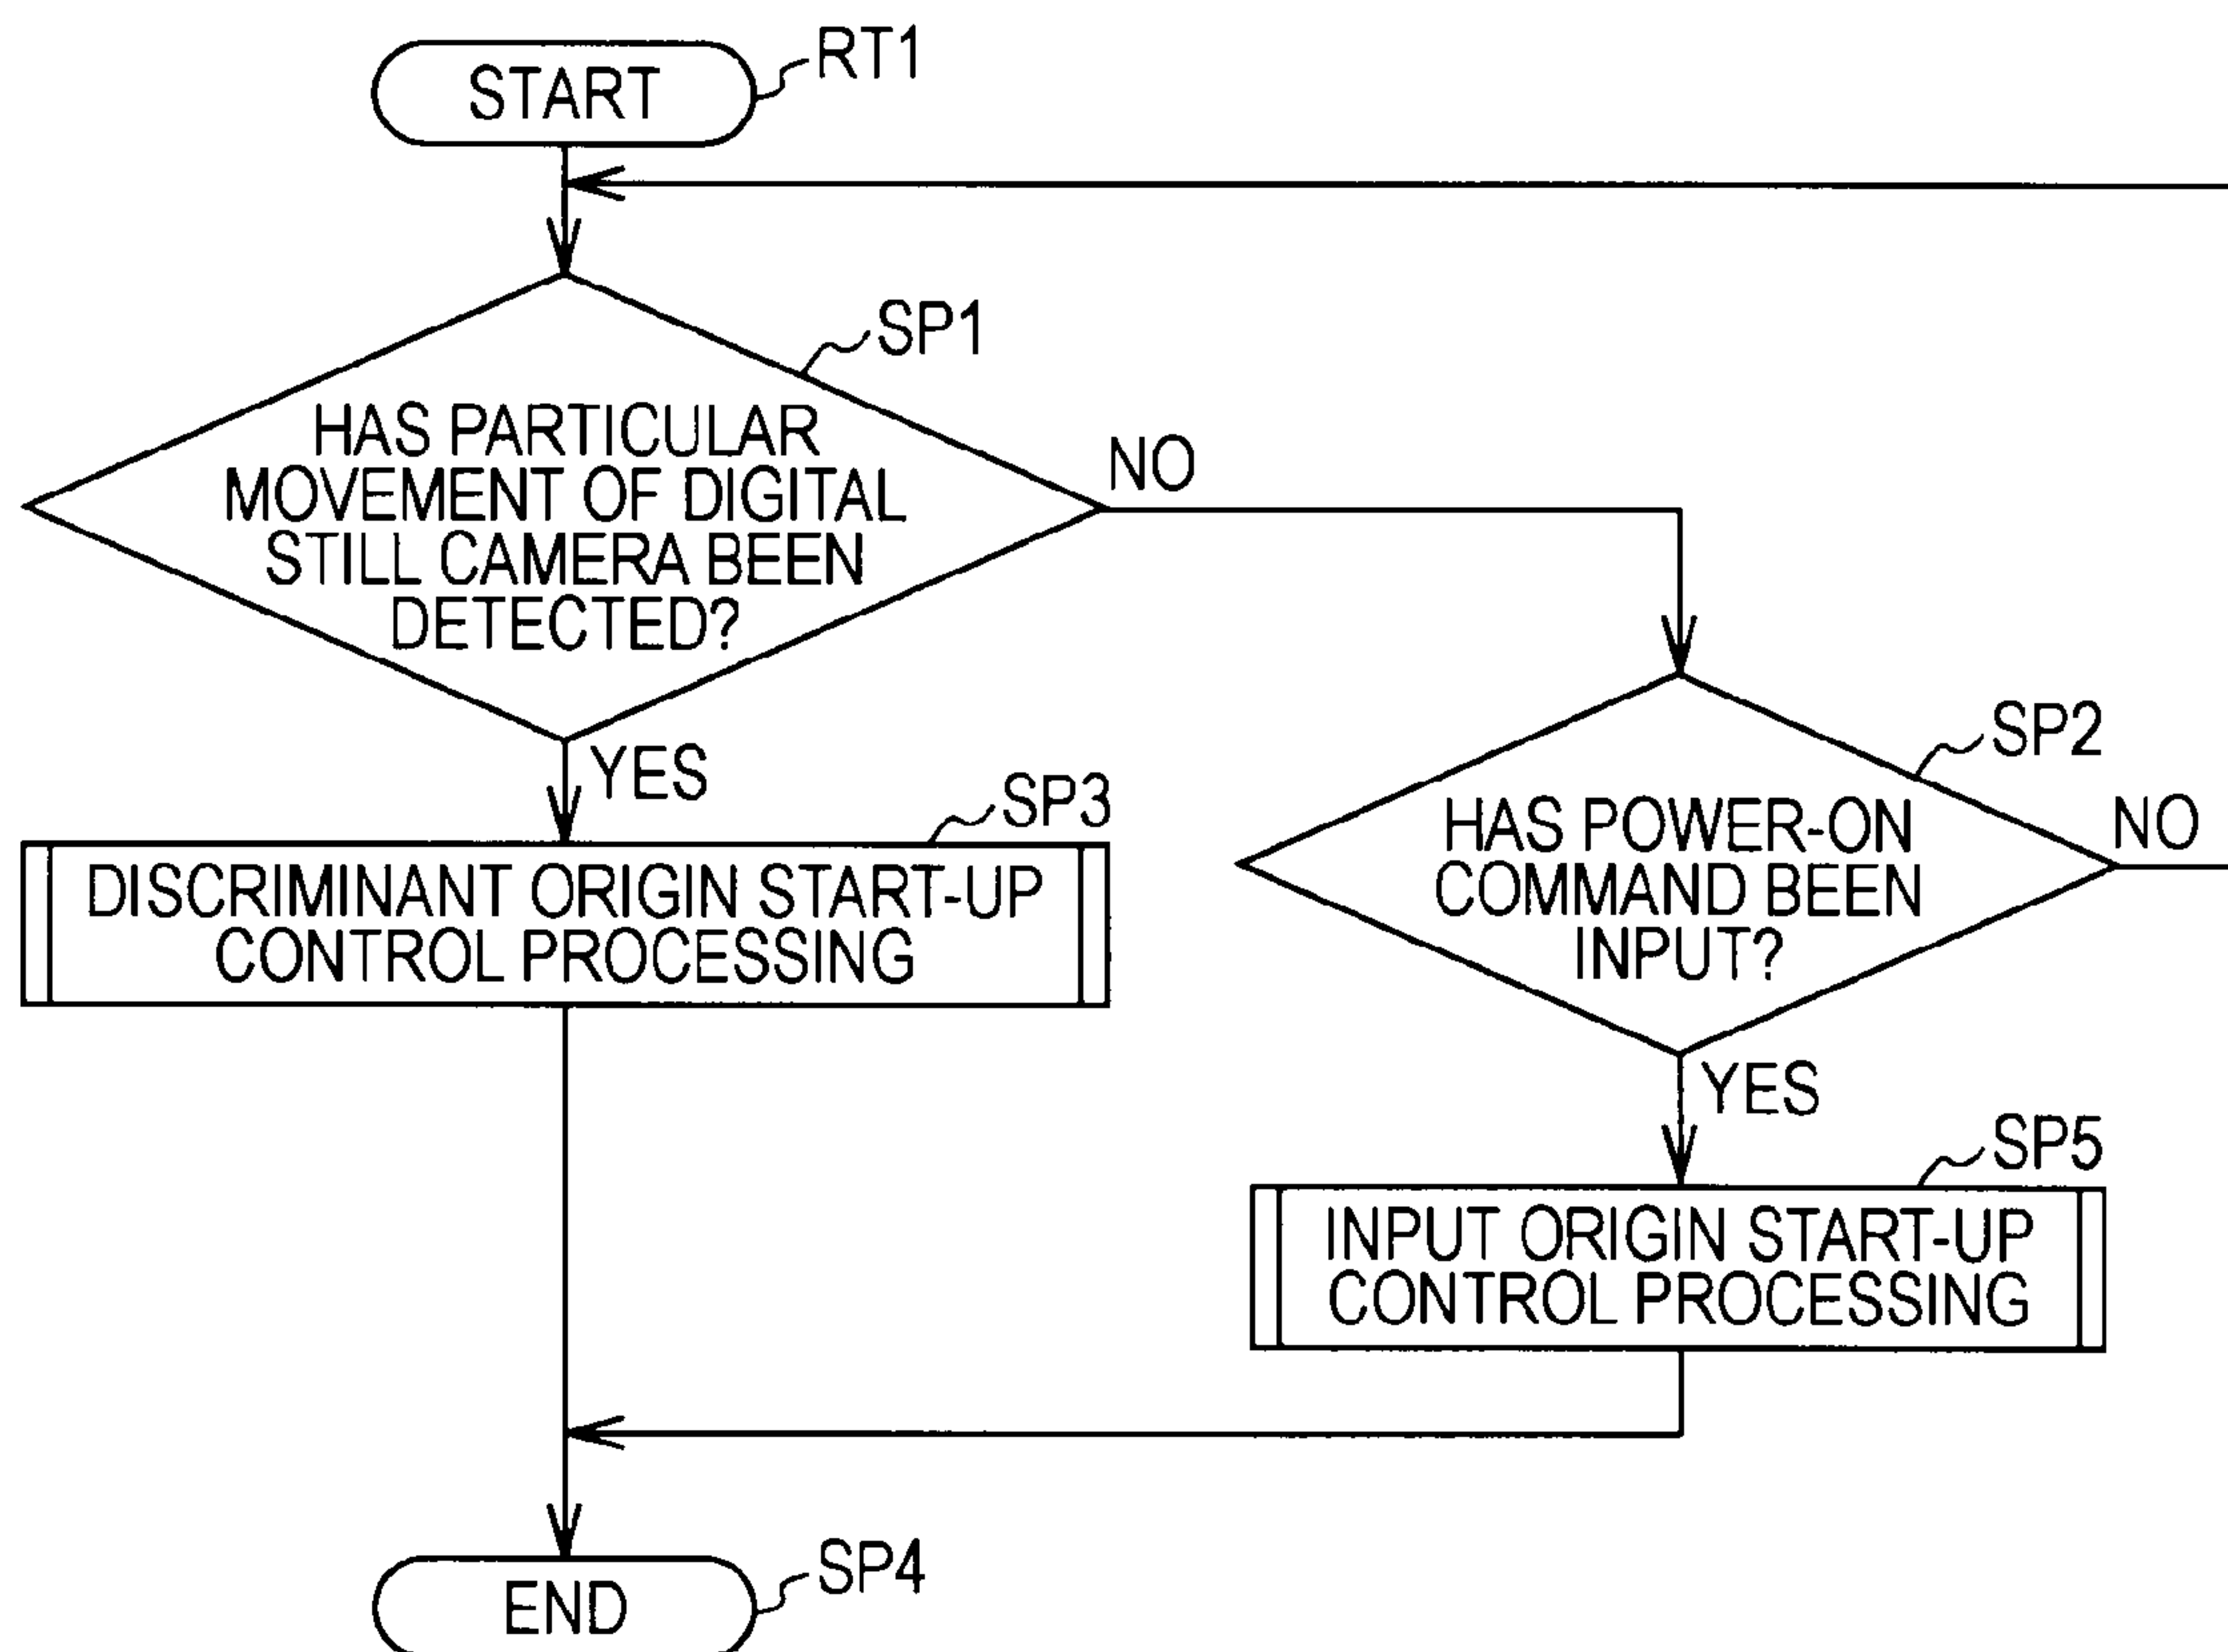 START
RT1
SP1
HAS PARTICULAR
MOVEMENT OF DIGITAL
STILL CAMERA BEEN
DETECTED?
NO
YES
SP2
HAS POWER-ON
COMMAND BEEN
INPUT?
NO
SP3
DISCRIMINANT ORIGIN START-UP
CONTROL PROCESSING
YES
SP5
INPUT ORIGIN START-UP
CONTROL PROCESSING
END
SP4